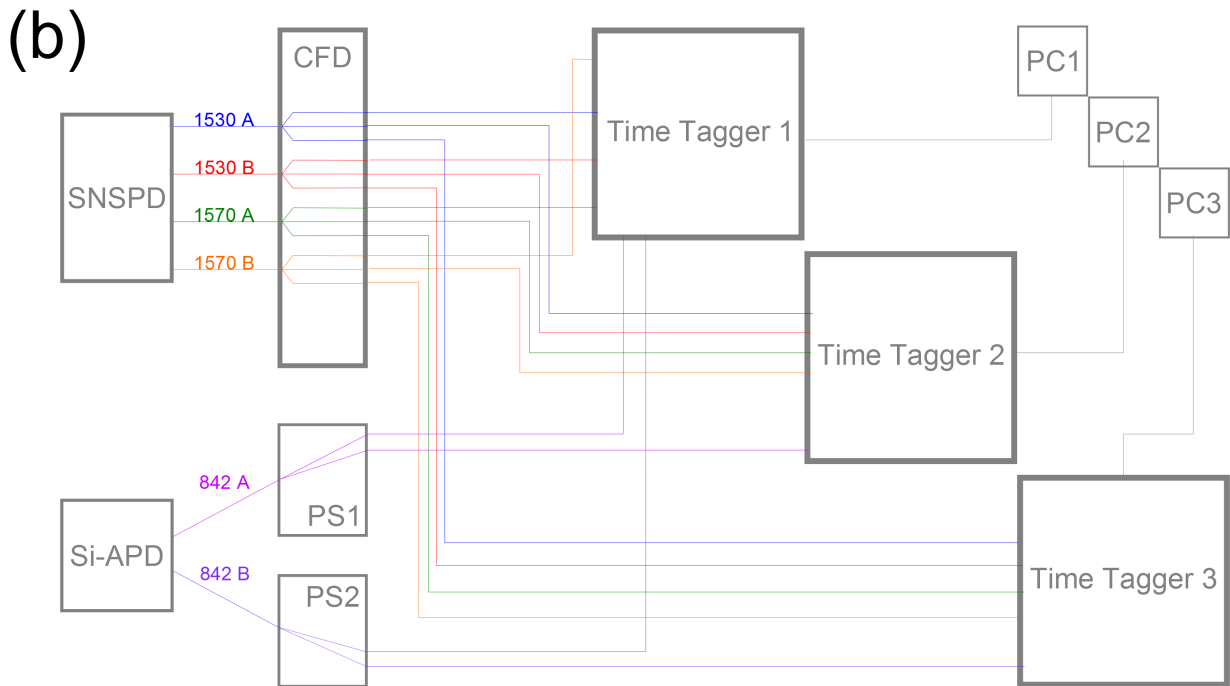 (b)
CFD
Time Tagger 1
PC1
PC2
PC3
SNSPD
1530 A
1530 B
1570 A
1570 B
Time Tagger 2
842 A
PS1
Si-APD
842 B
PS2
Time Tagger 3